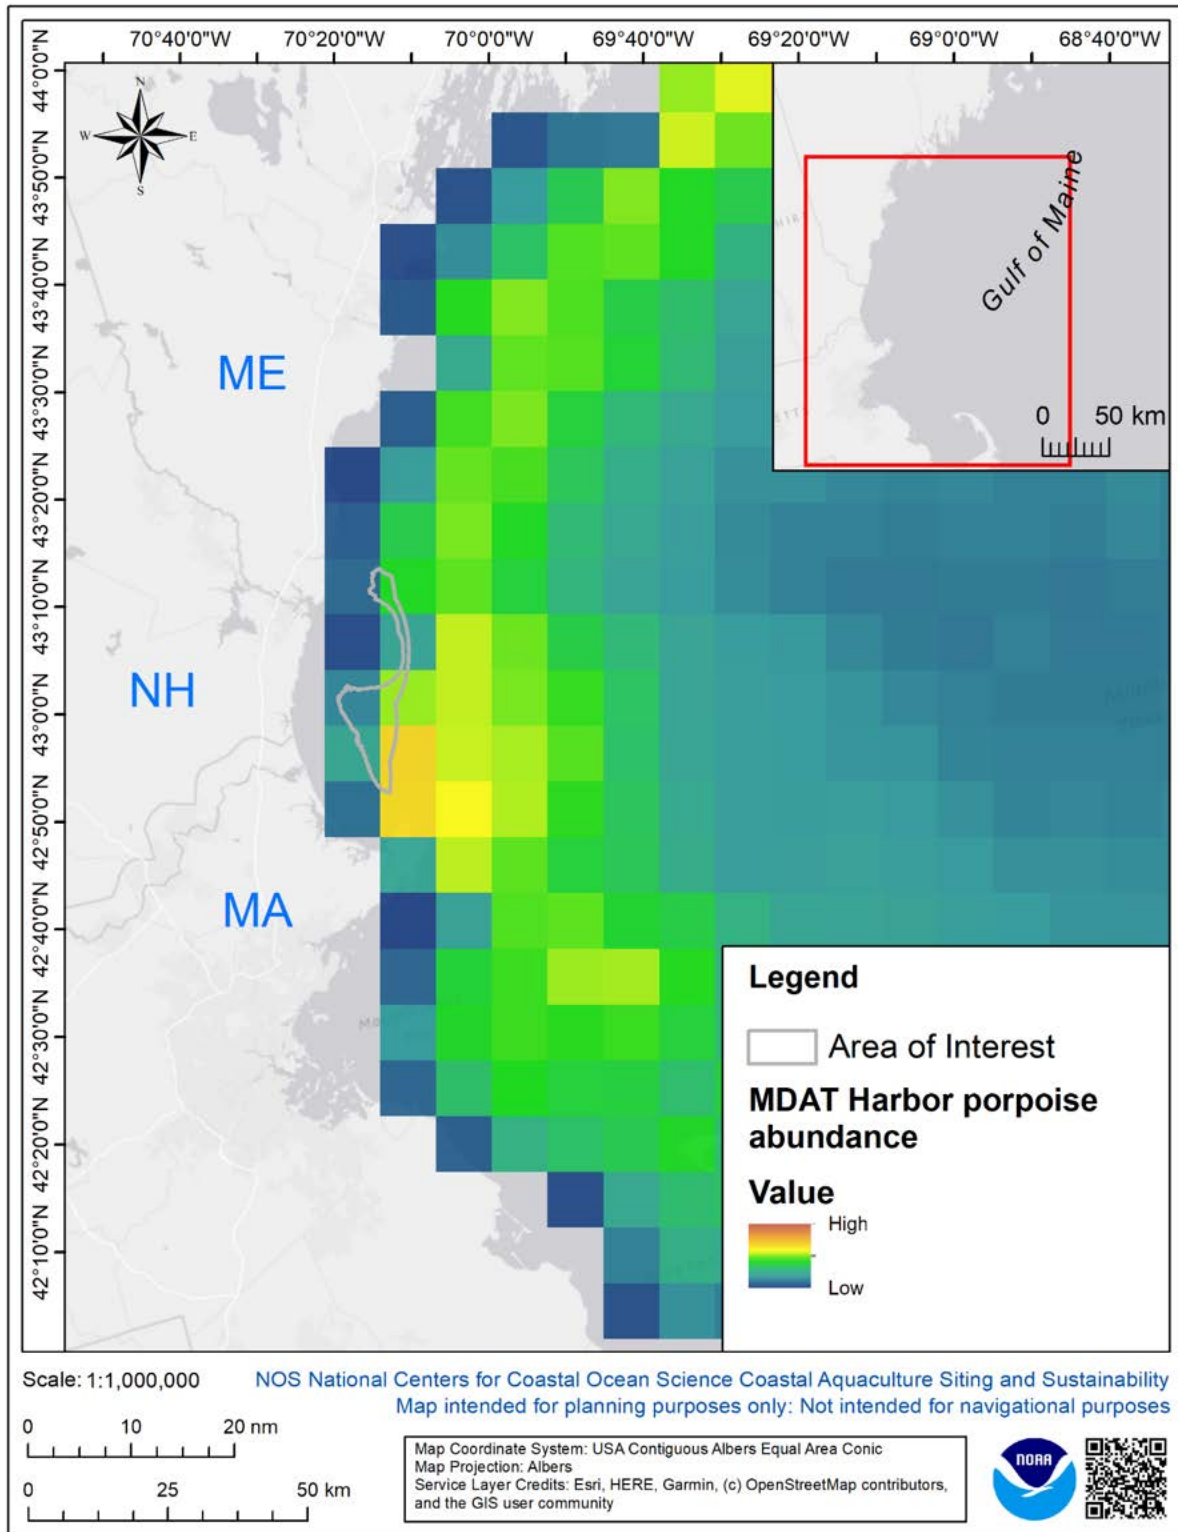 70°40'0"W 70°20'0"W 70°0'0"W 69°40'0"W 69°20'0"W 69°0'0"W 68°40'0"W
44°0'0"N
43°50'0"N
43°40'0"N
43°30'0"N
43°20'0"N
43°10'0"N
43°0'0"N
42°50'0"N
42°40'0"N
42°30'0"N
42°20'0"N
42°10'0"N
N
W E
S
Gulf of Maine
0 50 km
ME
NH
MA
Legend
Area of Interest
MDAT Harbor porpoise
abundance
Value
High
Low
Scale: 1:1,000,000
NOS National Centers for Coastal Ocean Science Coastal Aquaculture Siting and Sustainability
Map intended for planning purposes only: Not intended for navigational purposes
0 10 20 nm
0 25 50 km
Map Coordinate System: USA Contiguous Albers Equal Area Conic
Map Projection: Albers
Service Layer Credits: Esri, HERE, Garmin, (c) OpenStreetMap contributors,
and the GIS user community
NOAA